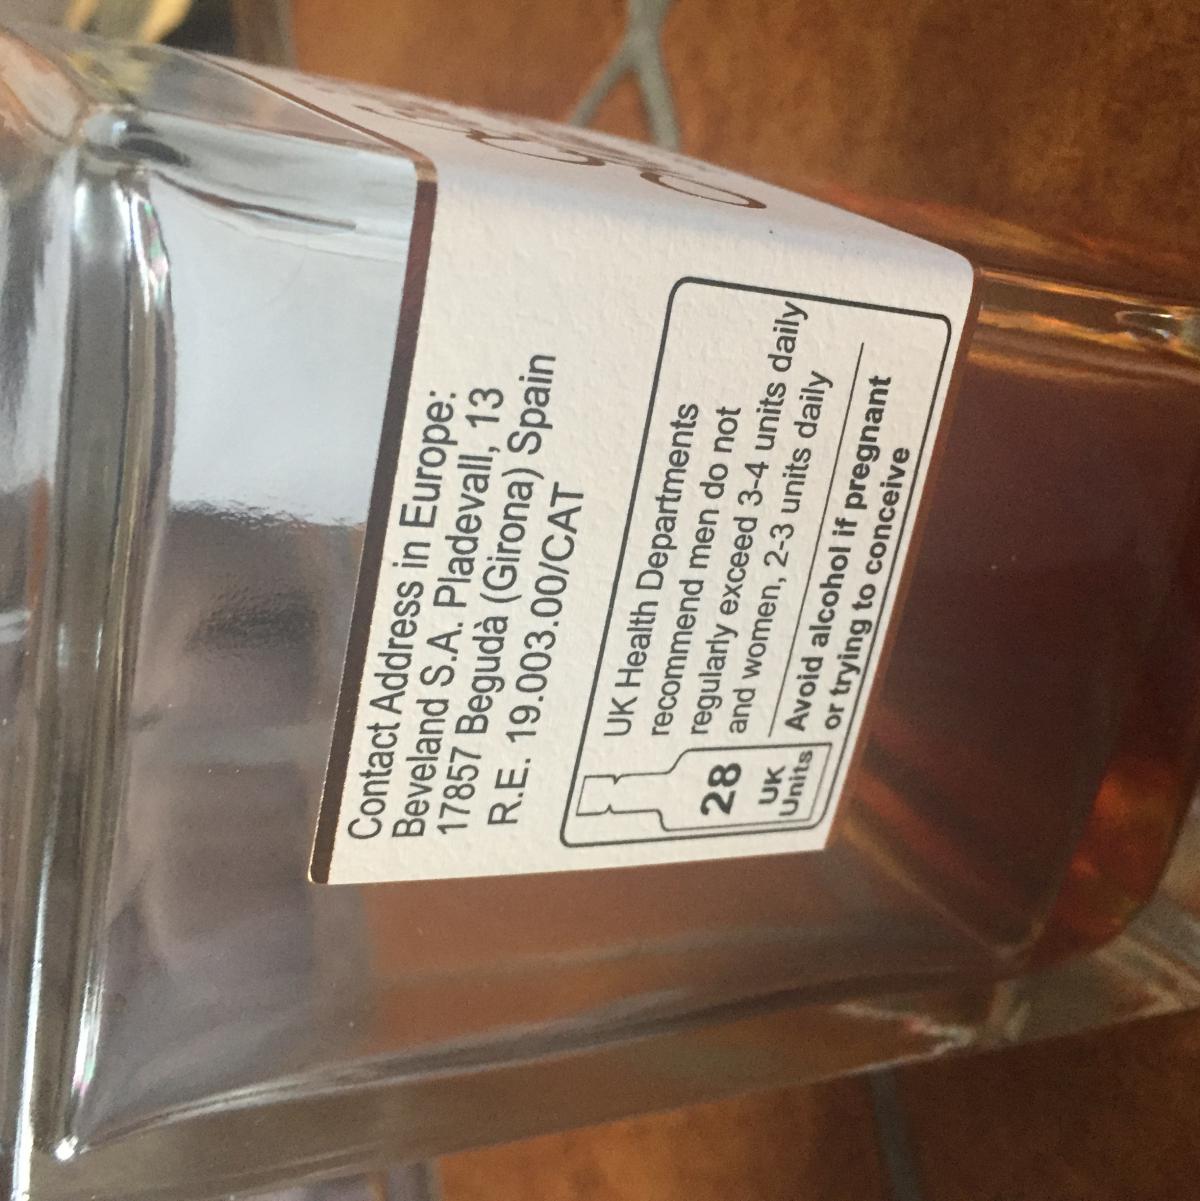 Contact Address in Europe:
Beveland S.A. Pladevall, 13
17857 Begudà (Girona) Spain
R.E. 19.003.00/CAT
UK Health Departments
recommend men do not
regularly exceed 3-4 units daily
and women, 2-3 units daily
Avoid alcohol if pregnant
or trying to conceive
28
UK
Units